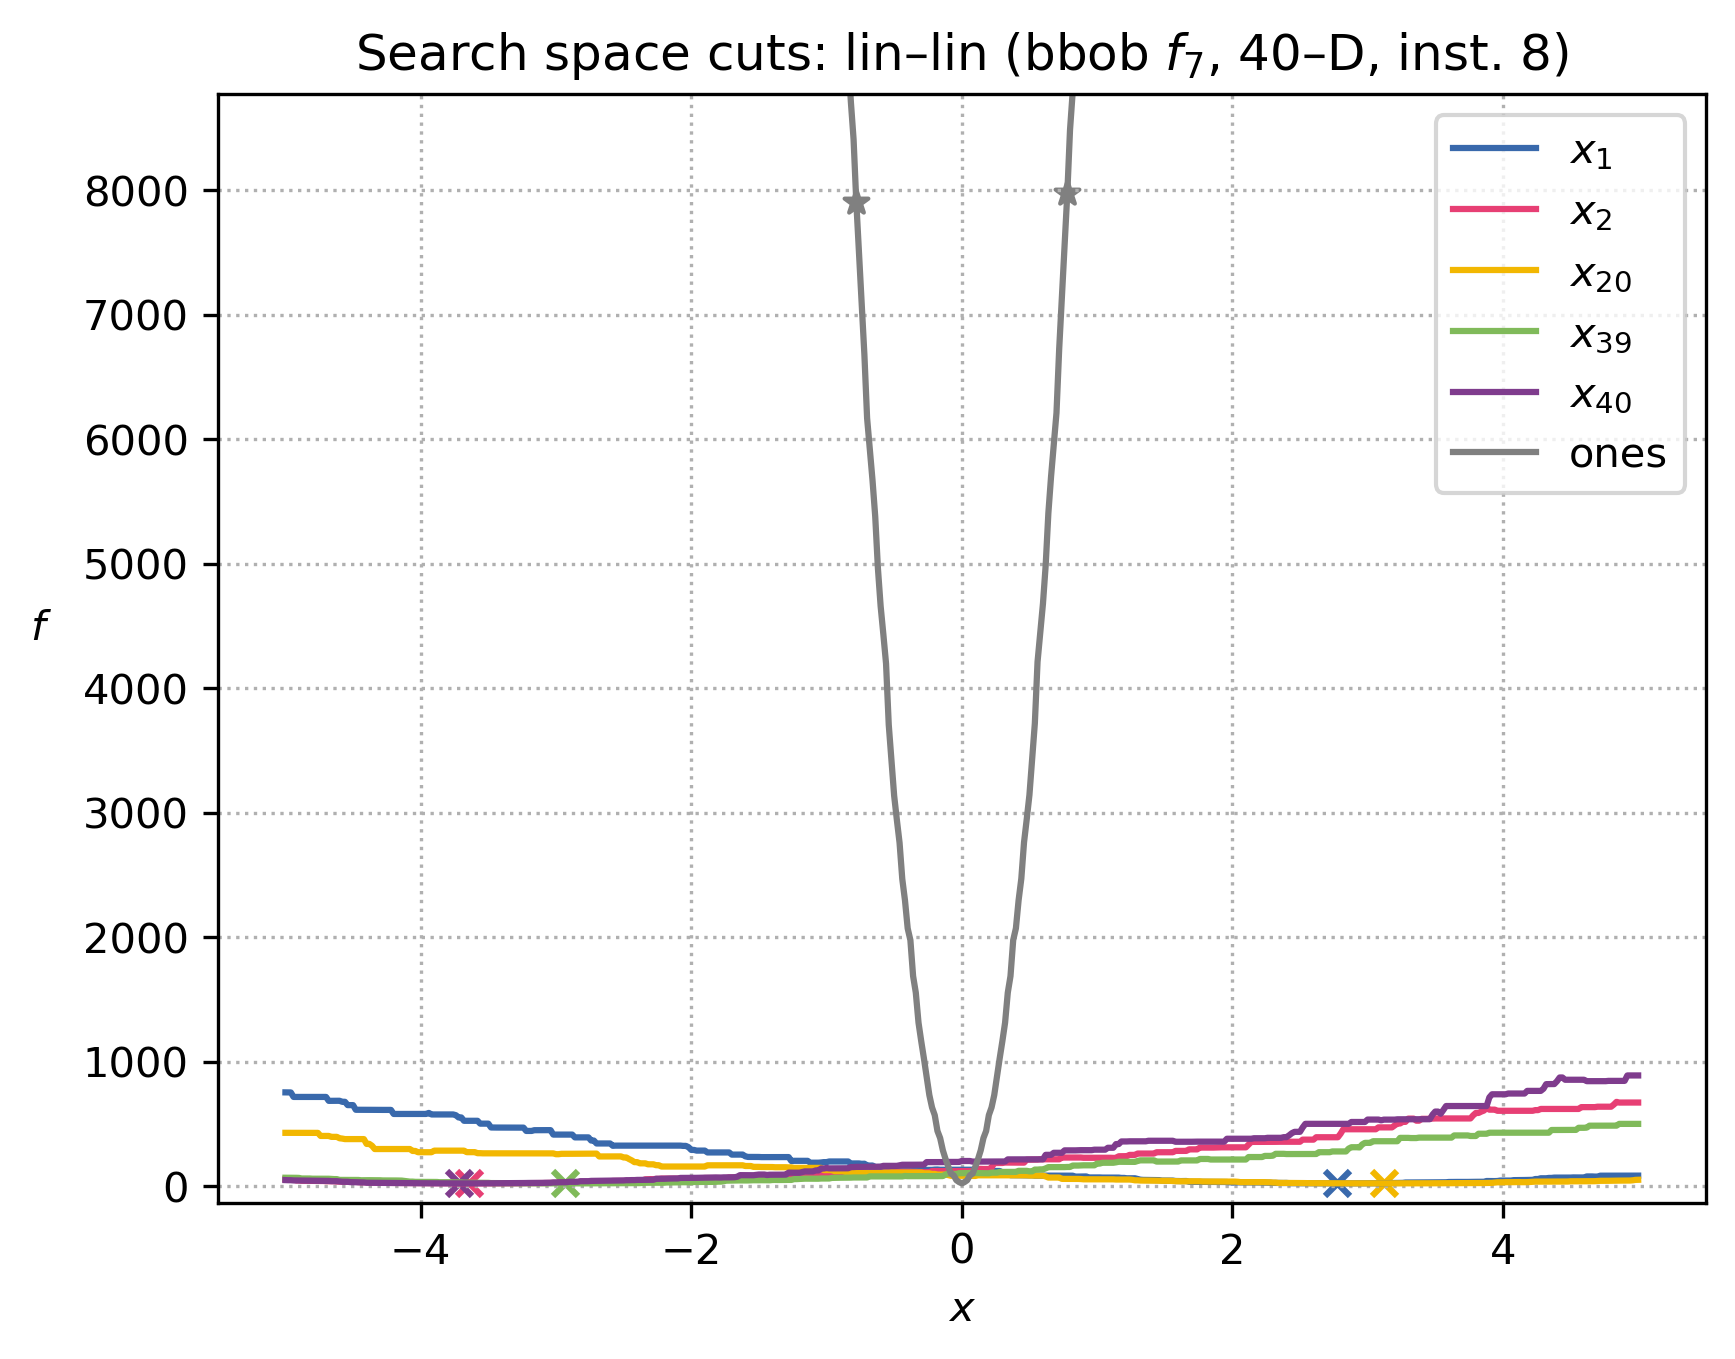 Search space cuts: lin–lin (bbob f₇, 40–D, inst. 8)
x₁
x₂
x₂₀
x₃₉
x₄₀
ones
8000
7000
6000
5000
4000
3000
2000
1000
0
f
−4 −2 0 2 4
x